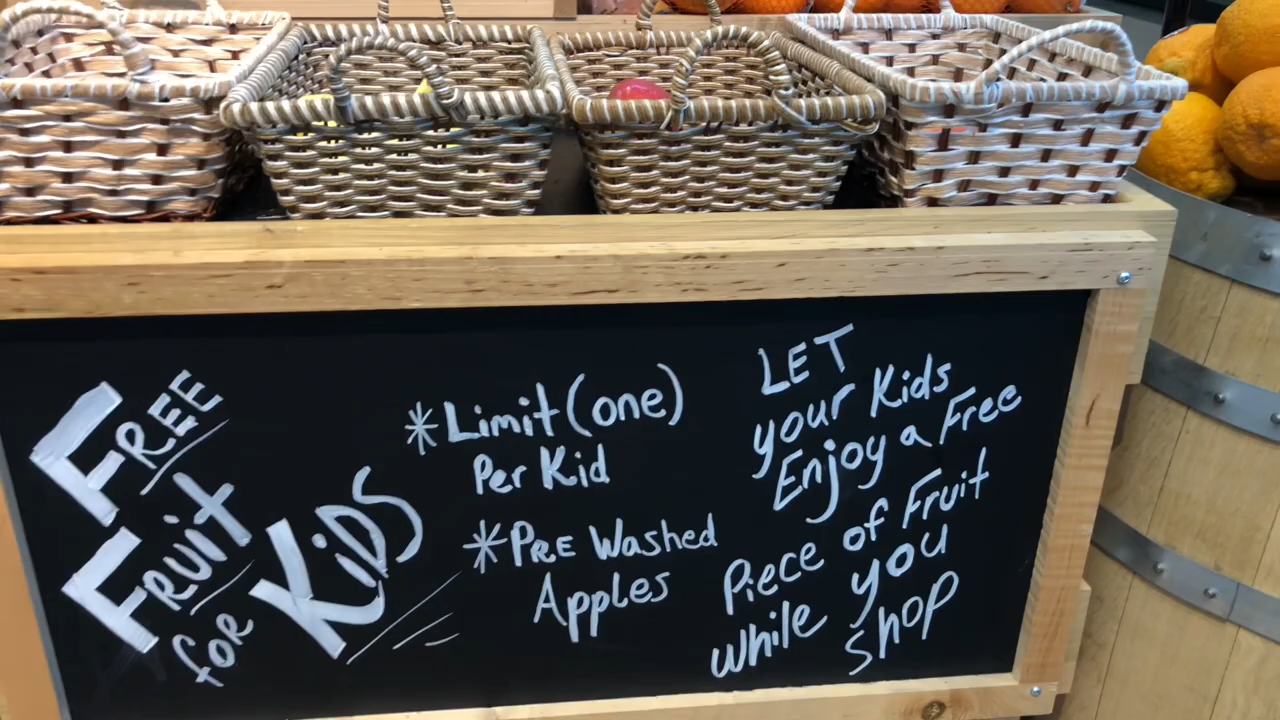 FREE
FRUiT
for
KiDS
*Limit (one)
Per Kid
*PRE WASHED
Apples
LET
your Kids
Enjoy a Free
Piece of Fruit
while you
shop